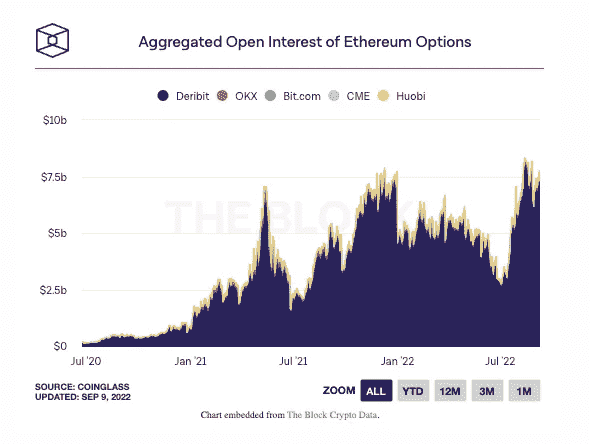 Aggregated Open Interest of Ethereum Options
Deribit OKX Bit.com CME Huobi
$10b
$7.5b
THE BLOCK
$5b
$2.5b
$0
Jul '20 Jan '21 Jul '21 Jan '22 Jul '22
SOURCE: COINGLASS
UPDATED: SEP 9, 2022
ZOOM ALL YTD 12M 3M 1M
Chart embedded from The Block Crypto Data.